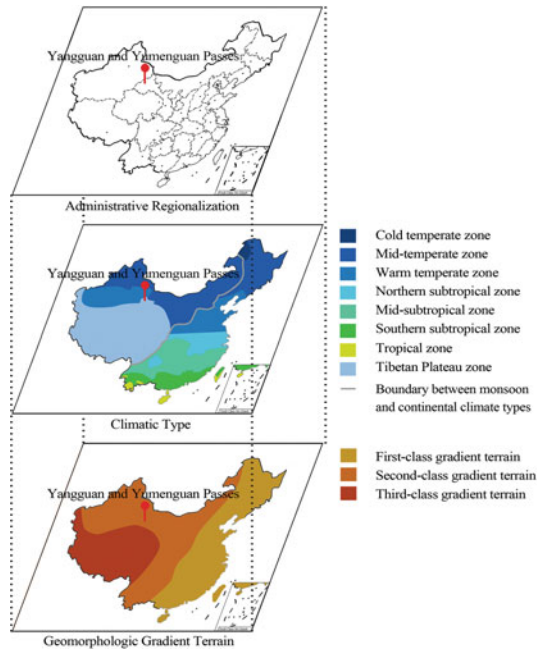 Yangguan and Yumenguan Passes
Administrative Regionalization
Yangguan and Yumenguan Passes
Climatic Type
Cold temperate zone
Mid-temperate zone
Warm temperate zone
Northern subtropical zone
Mid-subtropical zone
Southern subtropical zone
Tropical zone
Tibetan Plateau zone
Boundary between monsoon
and continental climate types
Yangguan and Yumenguan Passes
Geomorphologic Gradient Terrain
First-class gradient terrain
Second-class gradient terrain
Third-class gradient terrain